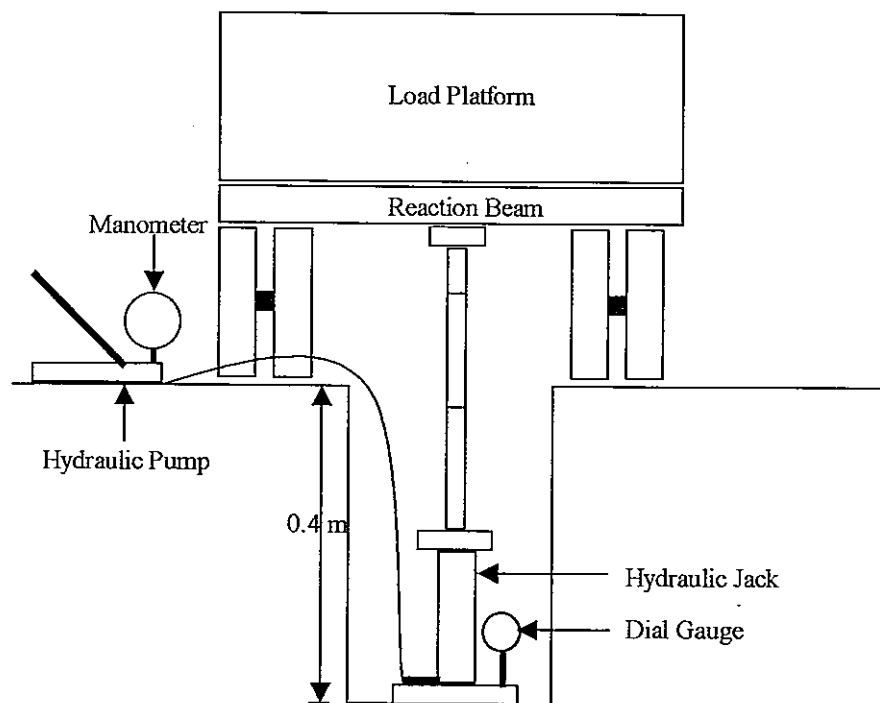 Load Platform
Reaction Beam
Manometer
Hydraulic Pump
0.4 m
Hydraulic Jack
Dial Gauge